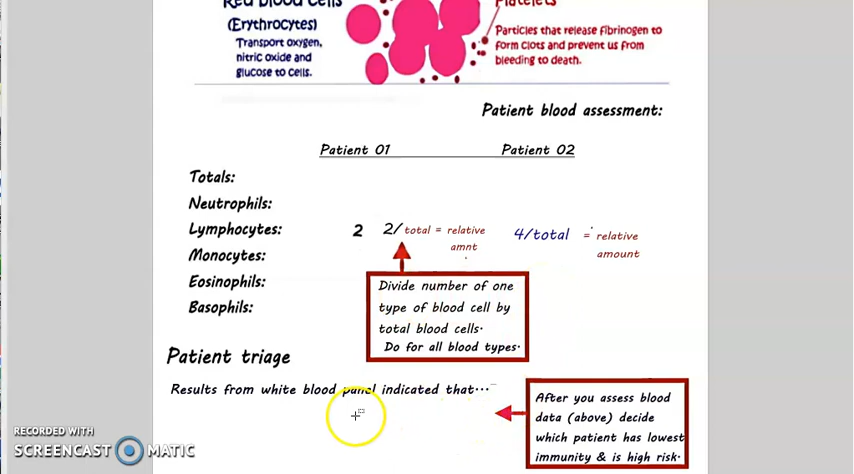 Red blood cells
(Erythrocytes)
Transport oxygen,
nitric oxide and
glucose to cells.
Platelets
Particles that release fibrinogen to
form clots and prevent us from
bleeding to death.
Patient blood assessment:
Patient 01 Patient 02
Totals:
Neutrophils:
Lymphocytes: 2 2/total = relative amnt 4/total = relative amount
Monocytes:
Eosinophils:
Basophils:
Divide number of one
type of blood cell by
total blood cells.
Do for all blood types.
Patient triage
Results from white blood panel indicated that...
After you assess blood
data (above) decide
which patient has lowest
immunity & is high risk.
RECORDED WITH
SCREENCAST MATIC